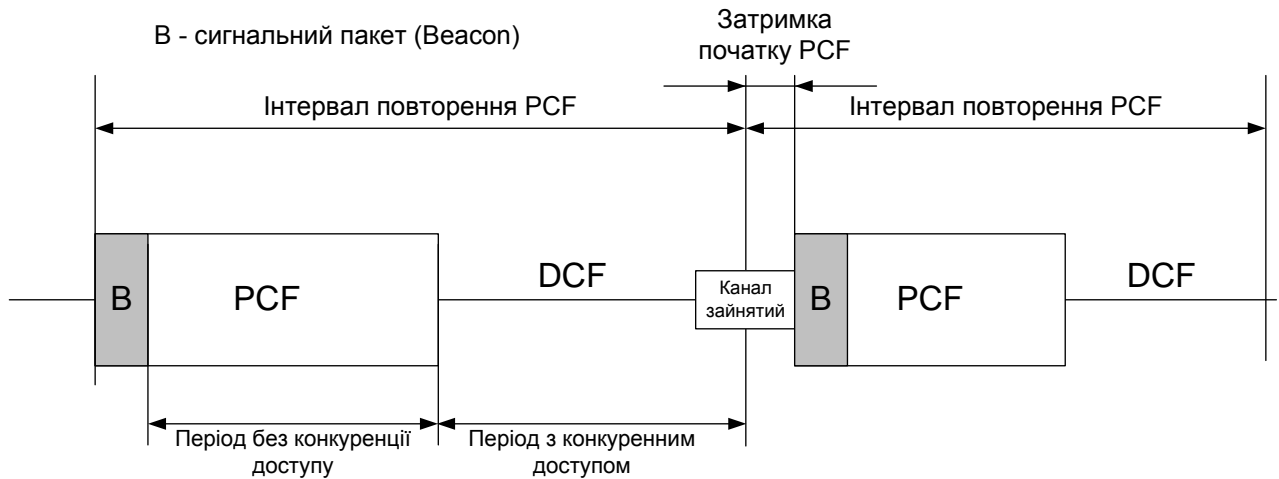 В - сигнальний пакет (Beacon)
Затримка
початку PCF
Інтервал повторення PCF
Інтервал повторення PCF
B
PCF
DCF
Канал
зайнятий
B
PCF
DCF
Період без конкуренції
доступу
Період з конкуренним
доступом